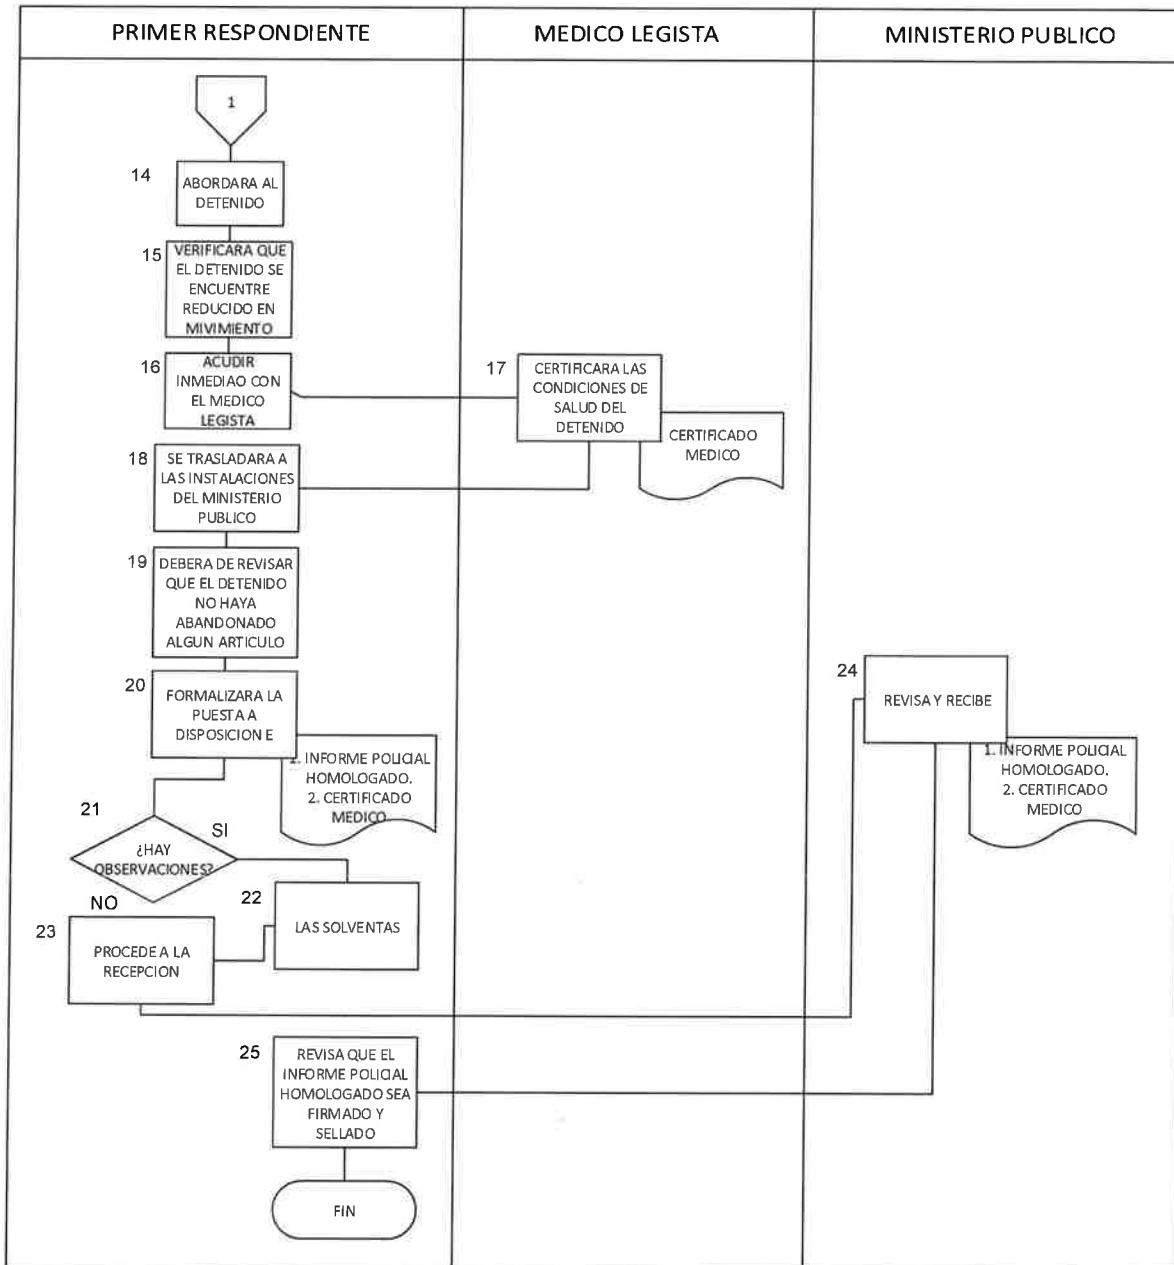 PRIMER RESPONDIENTE
MEDICO LEGISTA
MINISTERIO PUBLICO
1
14
ABORDARA AL
DETENIDO
15
VERIFICARA QUE
EL DETENIDO SE
ENCUENTRE
REDUCIDO EN
MIVIMIENTO
16
ACUDIR
INMEDIAO CON
EL MEDICO
LEGISTA
17
CERTIFICARA LAS
CONDICIONES DE
SALUD DEL
DETENIDO
CERTIFICADO
MEDICO
18
SE TRASLADARA A
LAS INSTALACIONES
DEL MINISTERIO
PUBLICO
19
DEBERA DE REVISAR
QUE EL DETENIDO
NO HAYA
ABANDONADO
ALGUN ARTICULO
20
FORMALIZARA LA
PUESTA A
DISPOSICION E
1. INFORME POLICIAL
HOMOLOGADO.
2. CERTIFICADO
MEDICO
21
¿HAY
OBSERVACIONES?
SI
NO
22
LAS SOLVENTAS
23
PROCEDE A LA
RECEPCION
24
REVISA Y RECIBE
1. INFORME POLICIAL
HOMOLOGADO.
2. CERTIFICADO
MEDICO
25
REVISA QUE EL
INFORME POLICIAL
HOMOLOGADO SEA
FIRMADO Y
SELLADO
FIN